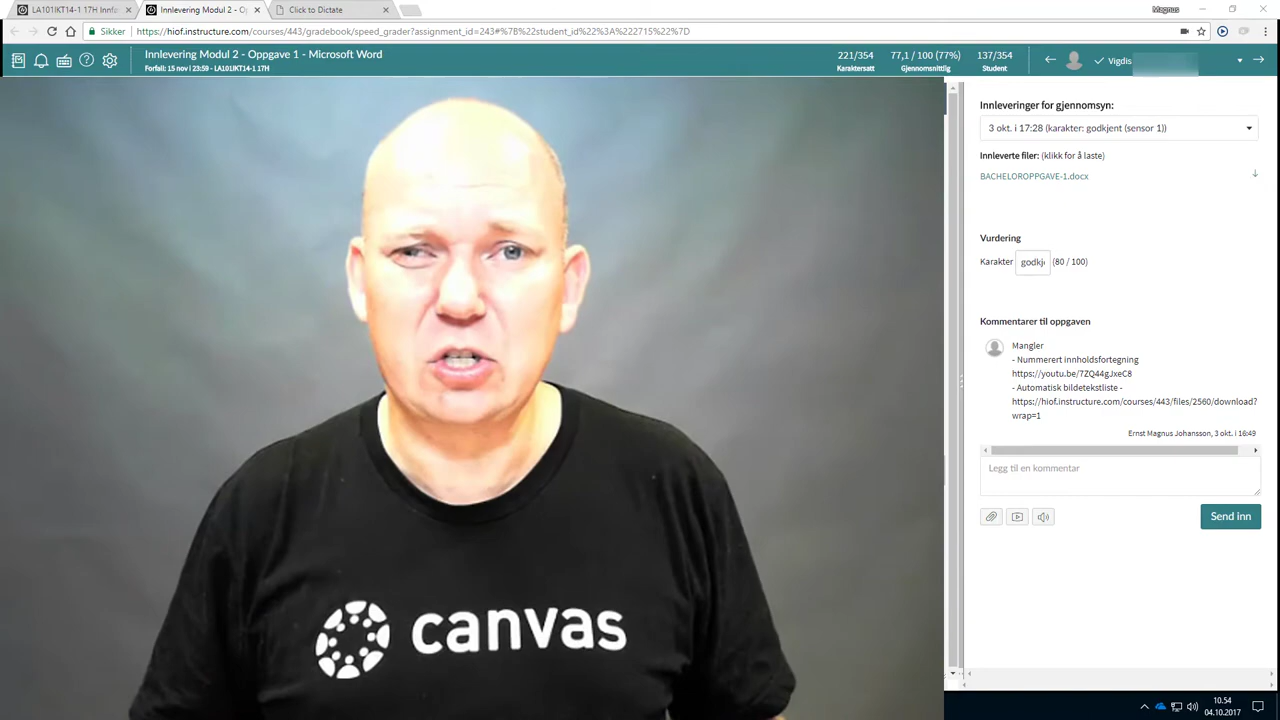 LA101IKT14-1 17H Innfø
Innlevering Modul 2 - Op
Click to Dictate
Magnus
Sikker
https://hiof.instructure.com/courses/443/gradebook/speed_grader?assignment_id=243#%7B%22student_id%22%3A%222715%22%7D
Innlevering Modul 2 - Oppgave 1 - Microsoft Word
Forfall: 15 nov i 23:59 - LA101IKT14-1 17H
221/354
Karaktersatt
77,1 / 100 (77%)
Gjennomsnittlig
137/354
Student
Vigdis
Innleveringer for gjennomsyn:
3 okt. i 17:28 (karakter: godkjent (sensor 1))
Innleverte filer: (klikk for å laste)
BACHELOROPPGAVE-1.docx
Vurdering
Karakter godkj (80 / 100)
Kommentarer til oppgaven
Mangler
- Nummerert innholdsfortegning
https://youtu.be/7ZQ44gJxeC8
- Automatisk bildetekstliste -
https://hiof.instructure.com/courses/443/files/2560/download?
wrap=1
Ernst Magnus Johansson, 3 okt. i 16:49
Legg til en kommentar
Send inn
canvas
10.54
04.10.2017